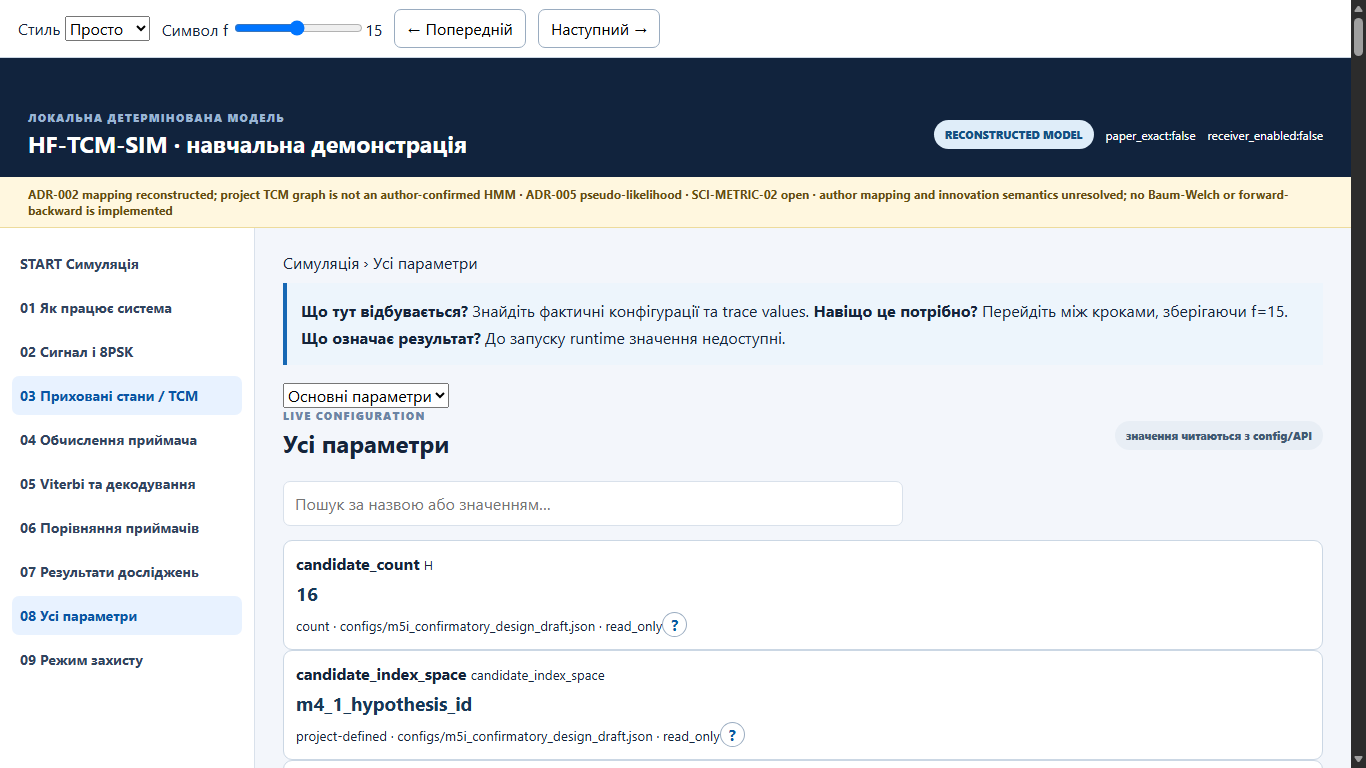 Стиль Просто Символ f 15 ← Попередній Наступний →
ЛОКАЛЬНА ДЕТЕРМІНОВАНА МОДЕЛЬ
HF-TCM-SIM · навчальна демонстрація
RECONSTRUCTED MODEL paper_exact:false receiver_enabled:false
ADR-002 mapping reconstructed; project TCM graph is not an author-confirmed HMM · ADR-005 pseudo-likelihood · SCI-METRIC-02 open · author mapping and innovation semantics unresolved; no Baum-Welch or forward-
backward is implemented
START Симуляція
01 Як працює система
02 Сигнал і 8PSK
03 Приховані стани / TCM
04 Обчислення приймача
05 Viterbi та декодування
06 Порівняння приймачів
07 Результати досліджень
08 Усі параметри
09 Режим захисту
Симуляція › Усі параметри
Що тут відбувається? Знайдіть фактичні конфігурації та trace values. Навіщо це потрібно? Перейдіть між кроками, зберігаючи f=15.
Що означає результат? До запуску runtime значення недоступні.
Основні параметри
LIVE CONFIGURATION
Усі параметри
значення читаються з config/API
Пошук за назвою або значенням...
candidate_count H
16
count · configs/m5i_confirmatory_design_draft.json · read_only ?
candidate_index_space candidate_index_space
m4_1_hypothesis_id
project-defined · configs/m5i_confirmatory_design_draft.json · read_only ?